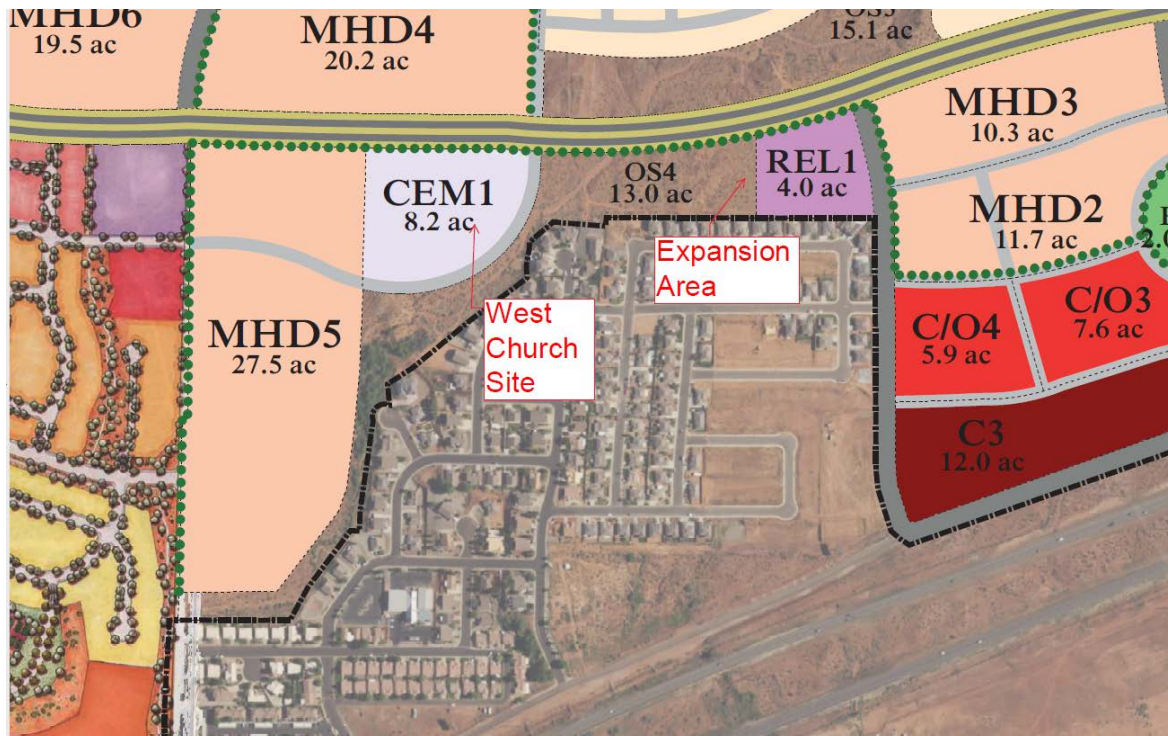 MHD6
19.5 ac
MHD4
20.2 ac
OS3
15.1 ac
MHD3
10.3 ac
CEM1
8.2 ac
OS4
13.0 ac
REL1
4.0 ac
MHD2
11.7 ac
Expansion
Area
West
Church
Site
MHD5
27.5 ac
C/O4
5.9 ac
C/O3
7.6 ac
C3
12.0 ac